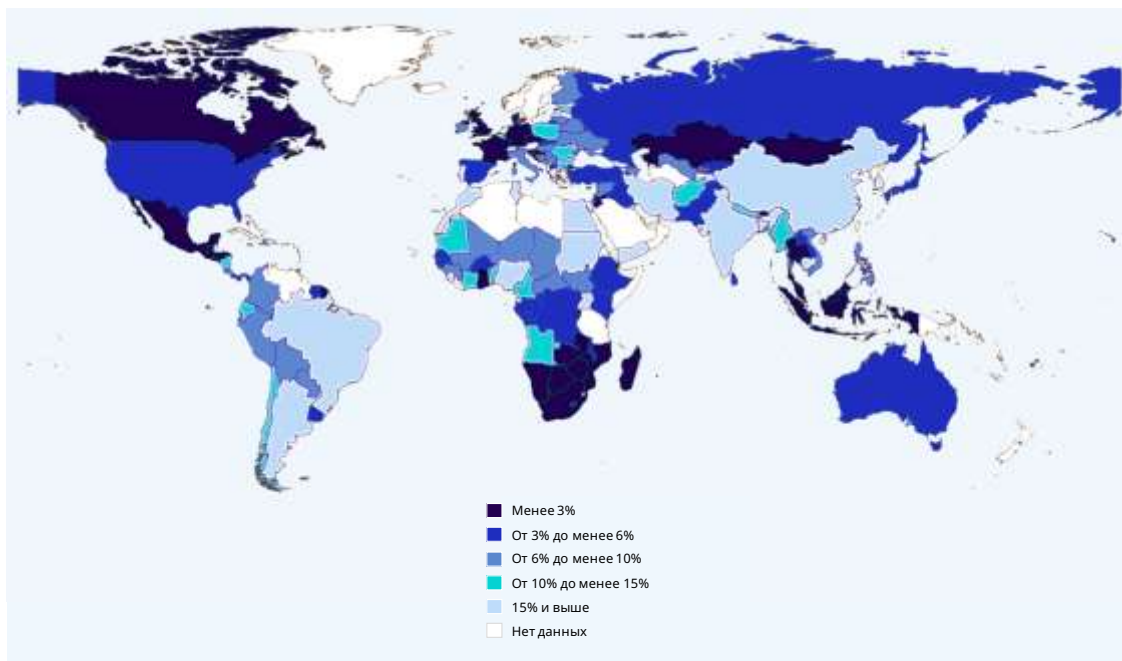 Менее 3%
От 3% до менее 6%
От 6% до менее 10%
От 10% до менее 15%
15% и выше
Нет данных